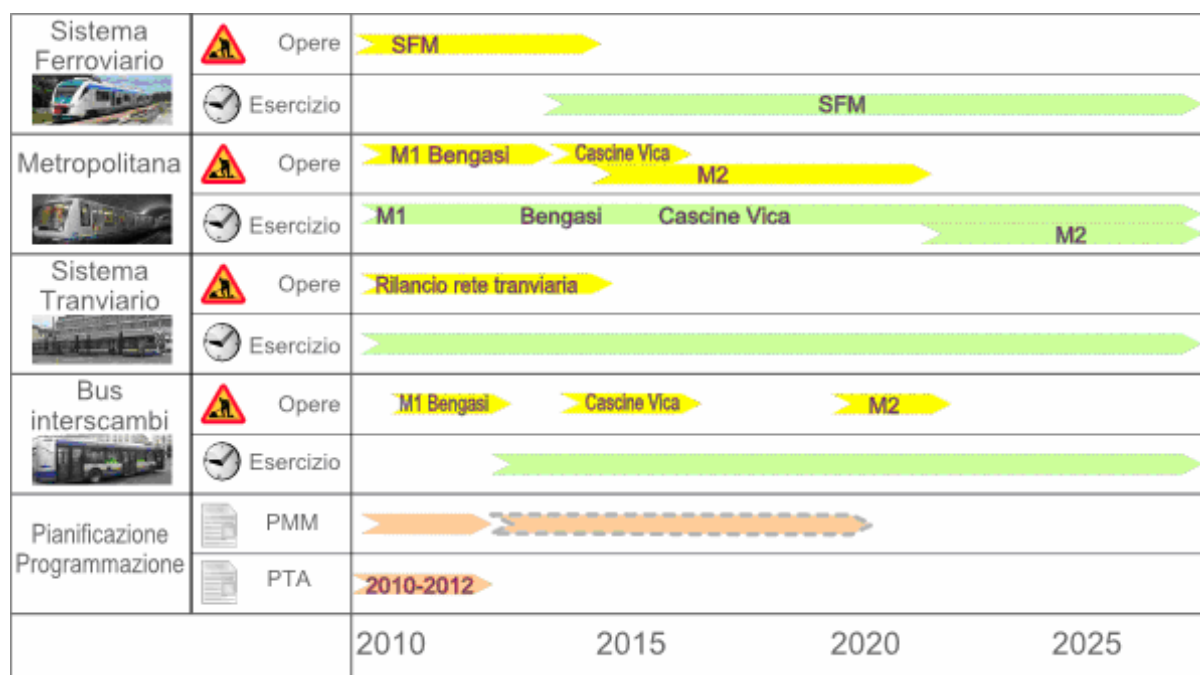 Sistema
Ferroviario
Opere
SFM
Esercizio
SFM
Metropolitana
Opere
M1 Bengasi
Cascine Vica
M2
Esercizio
M1
Bengasi
Cascine Vica
M2
Sistema
Tranviario
Opere
Rilancio rete tranviaria
Esercizio
Bus
interscambi
Opere
M1 Bengasi
Cascine Vica
M2
Esercizio
Pianificazione
Programmazione
PMM
PTA
2010-2012
2010
2015
2020
2025